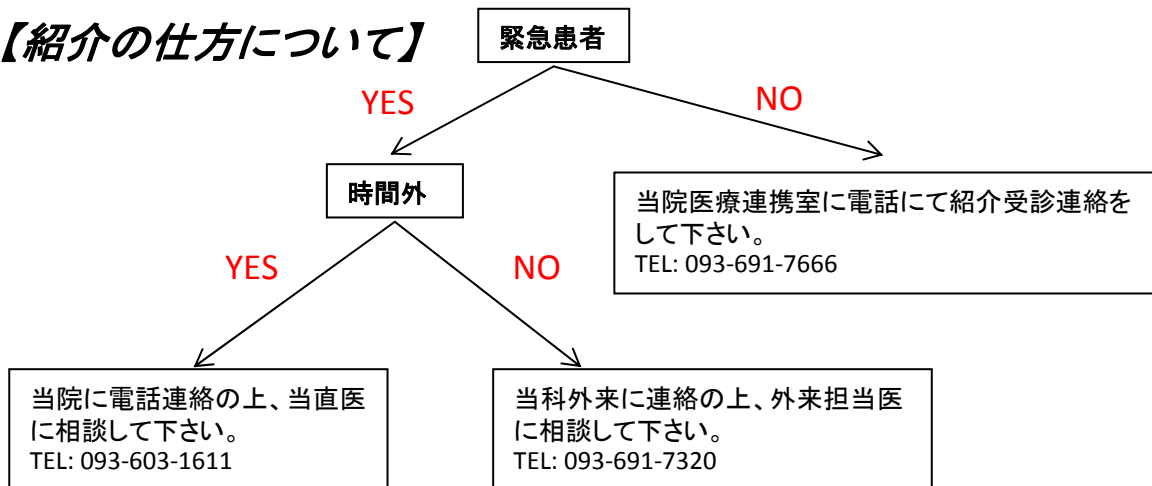 【紹介の仕方について】
緊急患者
YES
NO
時間外
当院医療連携室に電話にて紹介受診連絡を
して下さい。
TEL: 093-691-7666
YES
NO
当院に電話連絡の上、当直医
に相談して下さい。
TEL: 093-603-1611
当科外来に連絡の上、外来担当医
に相談して下さい。
TEL: 093-691-7320